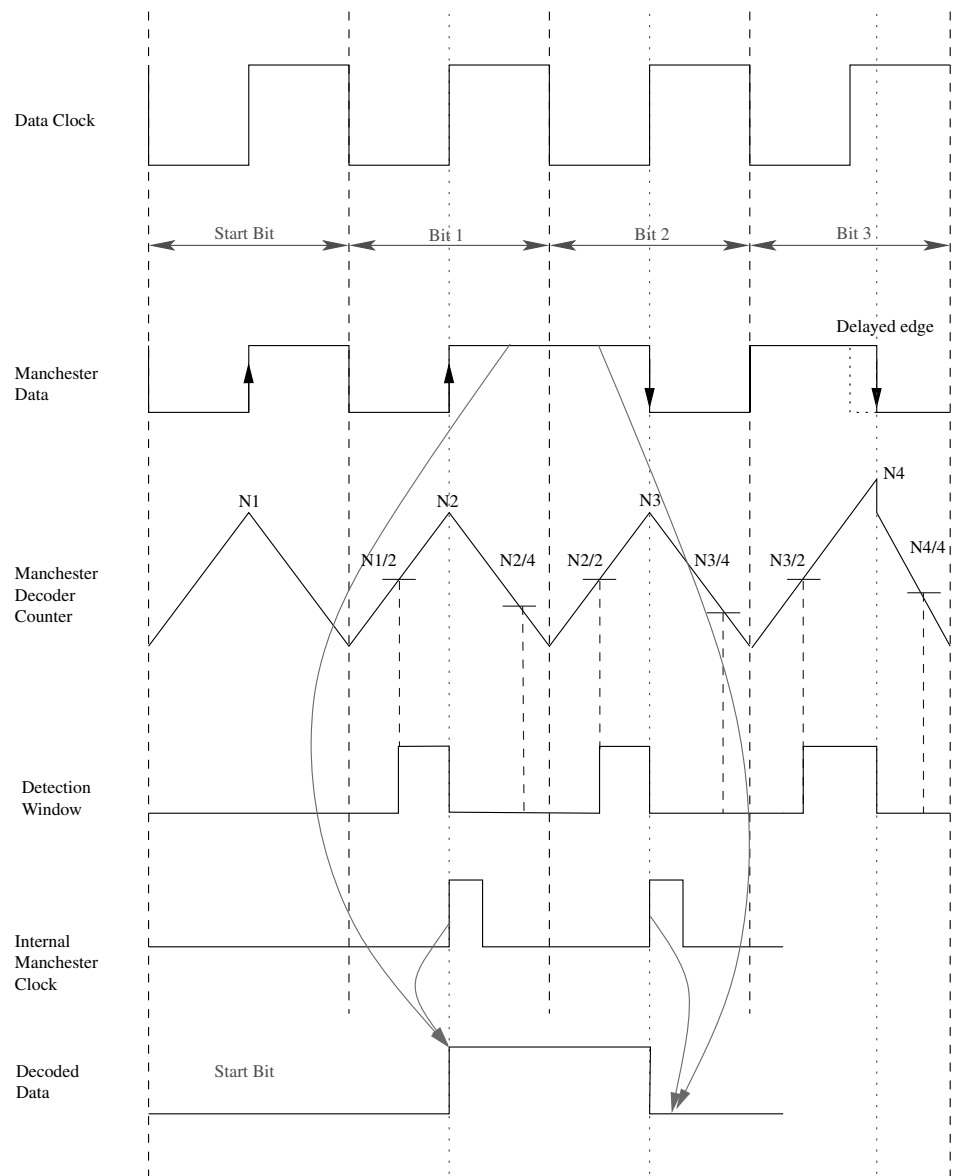 Data Clock
Start Bit
Bit 1
Bit 2
Bit 3
Delayed edge
Manchester
Data
N1
N2
N3
N4
N1/2
N2/4
N2/2
N3/4
N3/2
N4/4
Manchester
Decoder
Counter
Detection
Window
Internal
Manchester
Clock
Decoded
Data
Start Bit